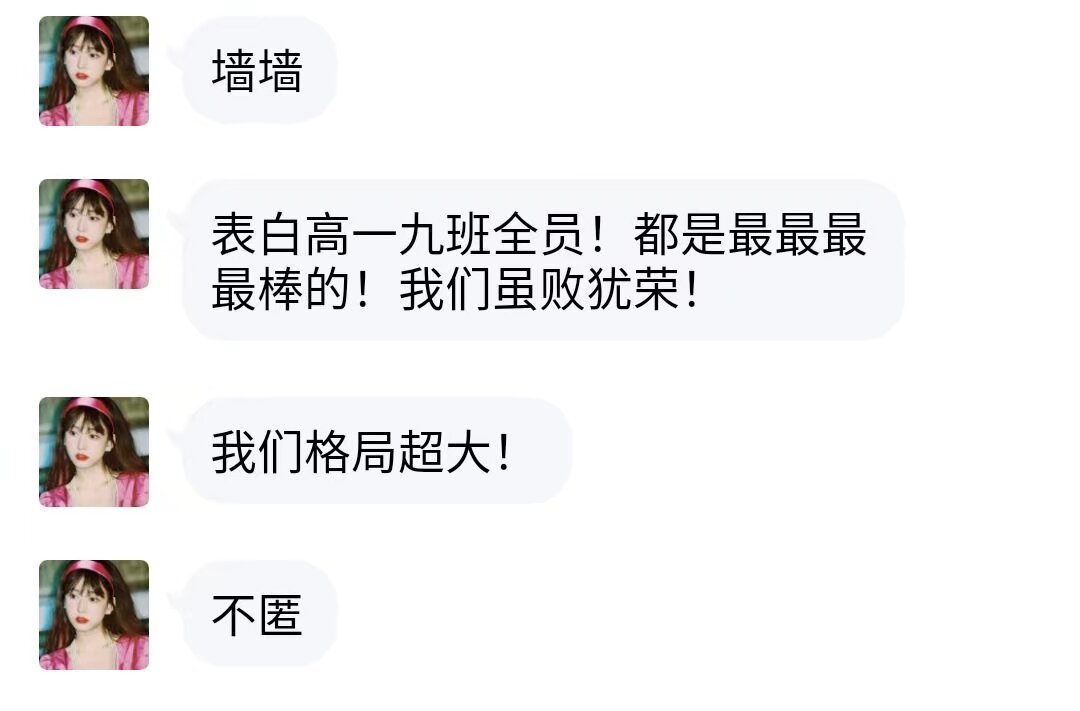 墙墙
表白高一九班全员！都是最最最
最棒的！我们虽败犹荣！
我们格局超大！
不匿